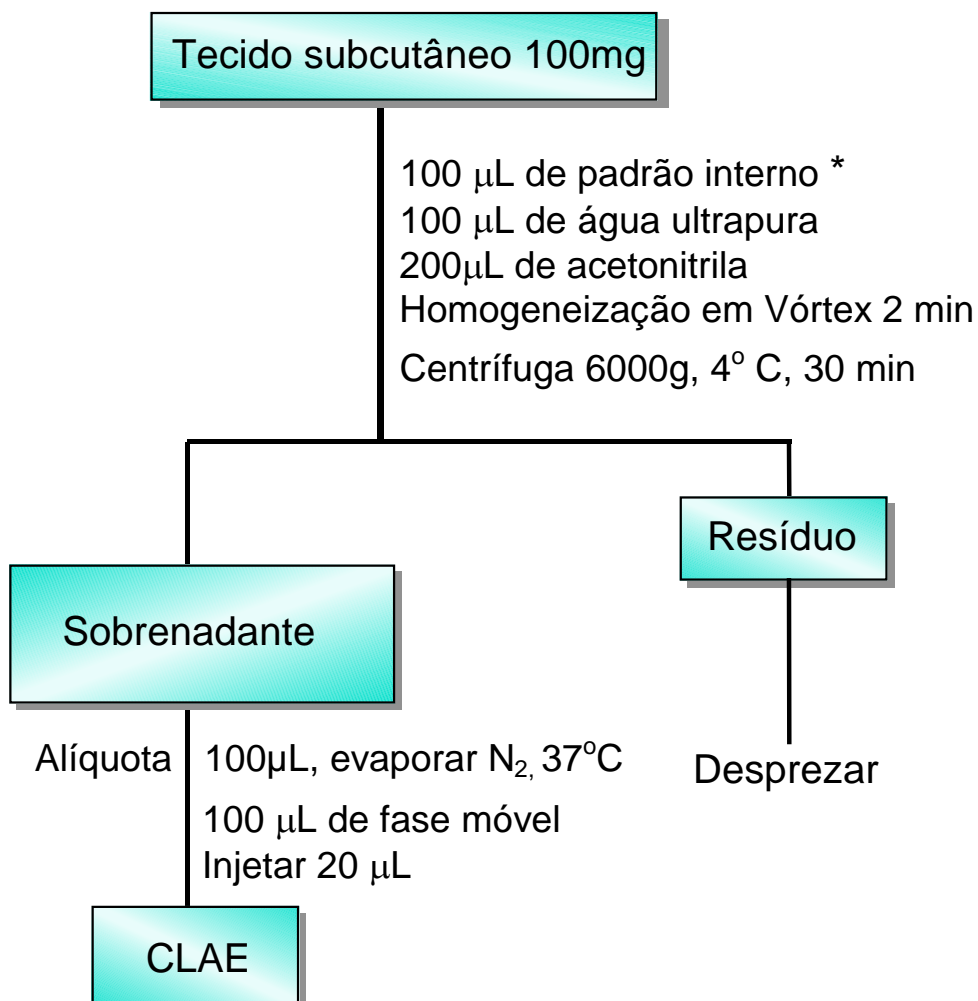 Tecido subcutâneo 100mg
100 μL de padrão interno *
100 μL de água ultrapura
200μL de acetonitrila
Homogeneização em Vórtex 2 min
Centrífuga 6000g, 4° C, 30 min
Resíduo
Sobrenadante
Alíquota 100μL, evaporar N₂, 37°C
Desprezar
100 μL de fase móvel
Injetar 20 μL
CLAE